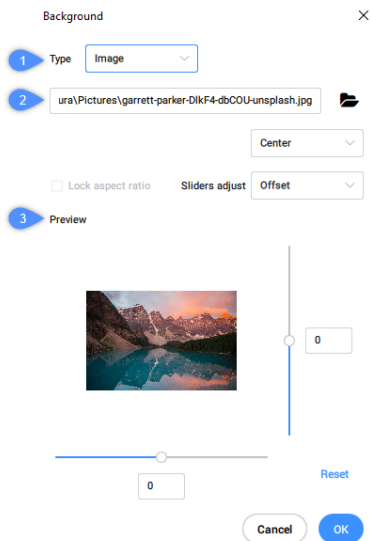 Background
1 Type Image
2 ura\Pictures\garrett-parker-DlkF4-dbCOU-unsplash.jpg
Center
Lock aspect ratio Sliders adjust Offset
3 Preview
0
0
Reset
Cancel OK